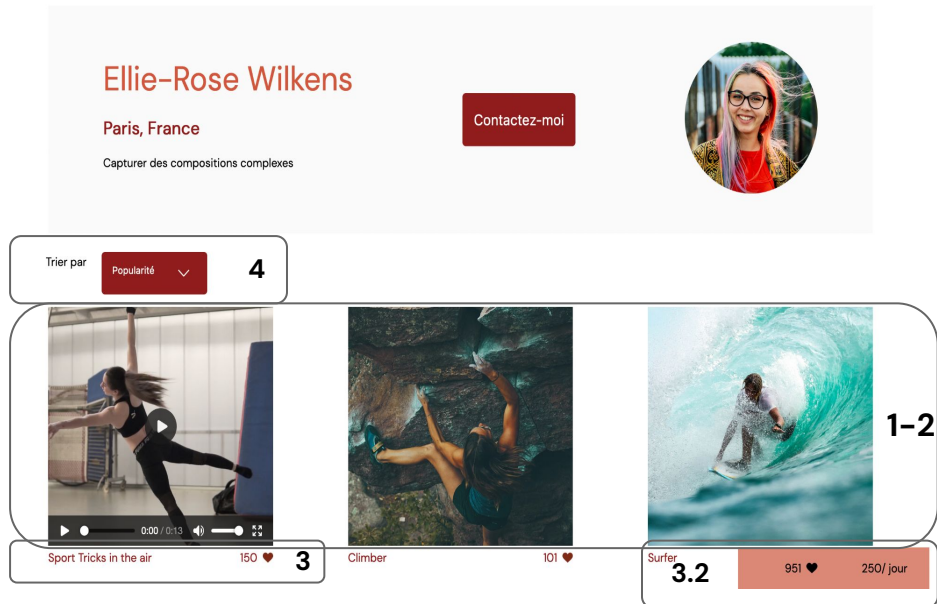 Ellie-Rose Wilkens
Paris, France
Capturer des compositions complexes
Contactez-moi
Trier par
Popularité
4
1-2
0:00 / 0:13
Sport Tricks in the air
150
3
Climber
101
Surfer
3.2
951
250/ jour